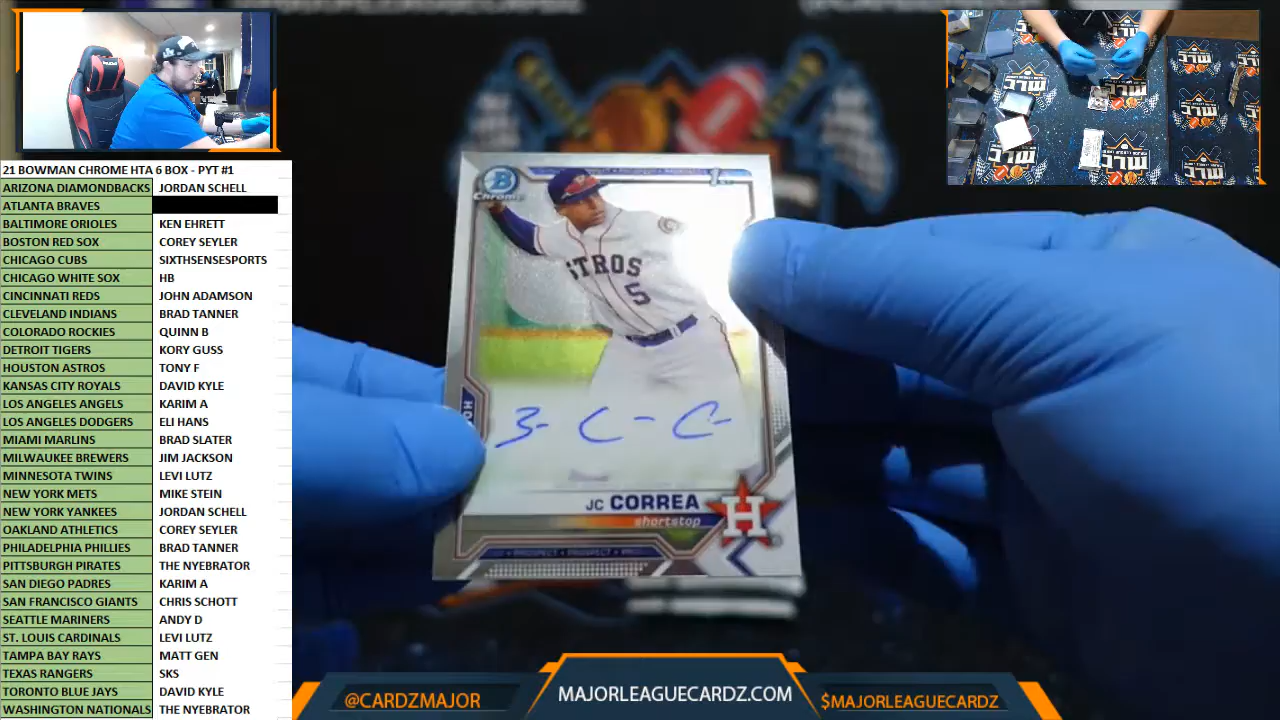 21 BOWMAN CHROME HTA 6 BOX - PYT #1
ARIZONA DIAMONDBACKS JORDAN SCHELL
ATLANTA BRAVES
BALTIMORE ORIOLES KEN EHRETT
BOSTON RED SOX COREY SEYLER
CHICAGO CUBS SIXTHSENSESPORTS
CHICAGO WHITE SOX HB
CINCINNATI REDS JOHN ADAMSON
CLEVELAND INDIANS BRAD TANNER
COLORADO ROCKIES QUINN B
DETROIT TIGERS KORY GUSS
HOUSTON ASTROS TONY F
KANSAS CITY ROYALS DAVID KYLE
LOS ANGELES ANGELS KARIM A
LOS ANGELES DODGERS ELI HANS
MIAMI MARLINS BRAD SLATER
MILWAUKEE BREWERS JIM JACKSON
MINNESOTA TWINS LEVI LUTZ
NEW YORK METS MIKE STEIN
NEW YORK YANKEES JORDAN SCHELL
OAKLAND ATHLETICS COREY SEYLER
PHILADELPHIA PHILLIES BRAD TANNER
PITTSBURGH PIRATES THE NYEBRATOR
SAN DIEGO PADRES KARIM A
SAN FRANCISCO GIANTS CHRIS SCHOTT
SEATTLE MARINERS ANDY D
ST. LOUIS CARDINALS LEVI LUTZ
TAMPA BAY RAYS MATT GEN
TEXAS RANGERS SKS
TORONTO BLUE JAYS DAVID KYLE
WASHINGTON NATIONALS THE NYEBRATOR
B
Chrome
1st
STROS
5
HO
JC CORREA
shortstop
H
PROSPECT • PROSPECT
@CARDZMAJOR
MAJORLEAGUECARDZ.COM
$MAJORLEAGUECARDZ